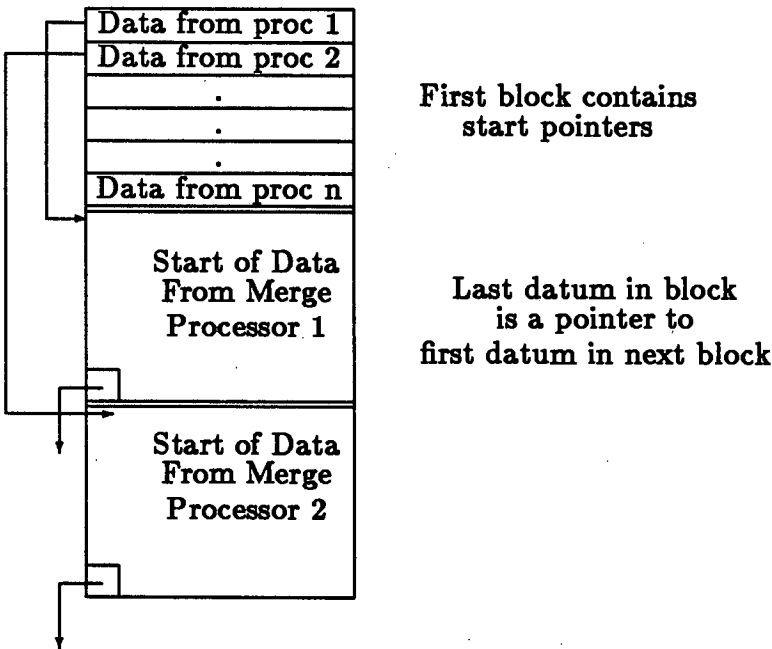 Data from proc 1
Data from proc 2
.
.
.
Data from proc n
First block contains
start pointers
Start of Data
From Merge
Processor 1
Last datum in block
is a pointer to
first datum in next block
Start of Data
From Merge
Processor 2